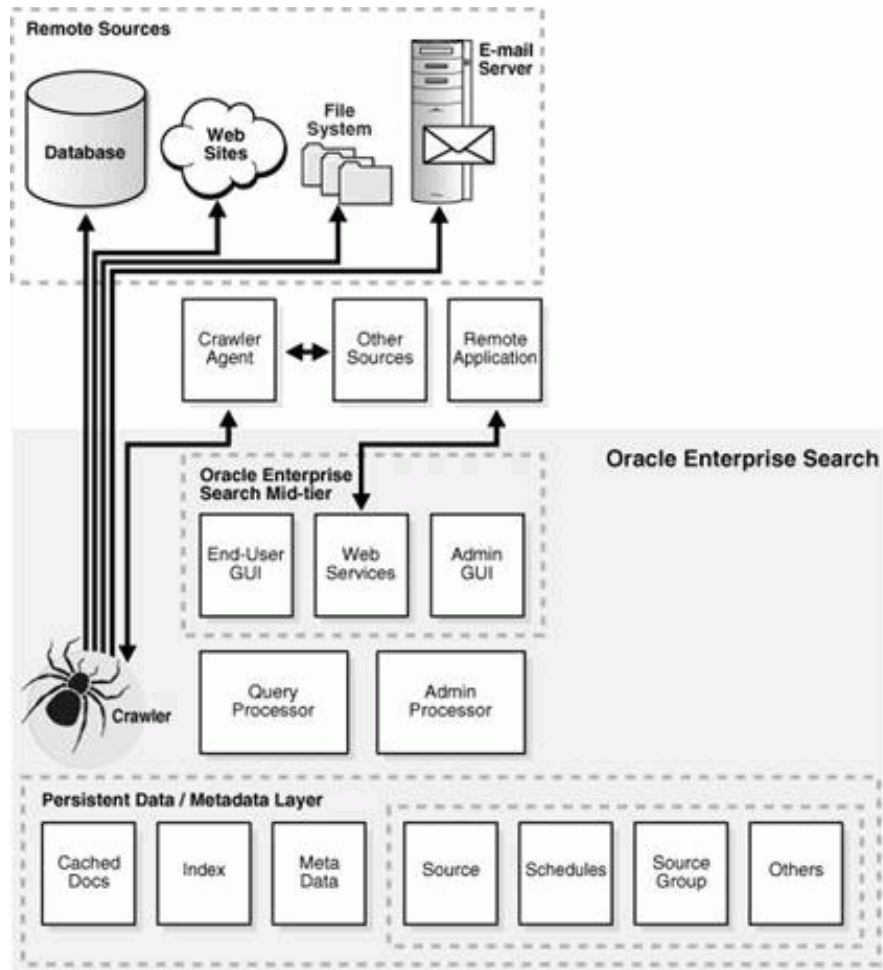 Remote Sources
E-mail
Server
Database
Web
Sites
File
System
Crawler
Agent
Other
Sources
Remote
Application
Oracle Enterprise Search
Oracle Enterprise
Search Mid-tier
End-User
GUI
Web
Services
Admin
GUI
Crawler
Query
Processor
Admin
Processor
Persistent Data / Metadata Layer
Cached
Docs
Index
Meta
Data
Source
Schedules
Source
Group
Others